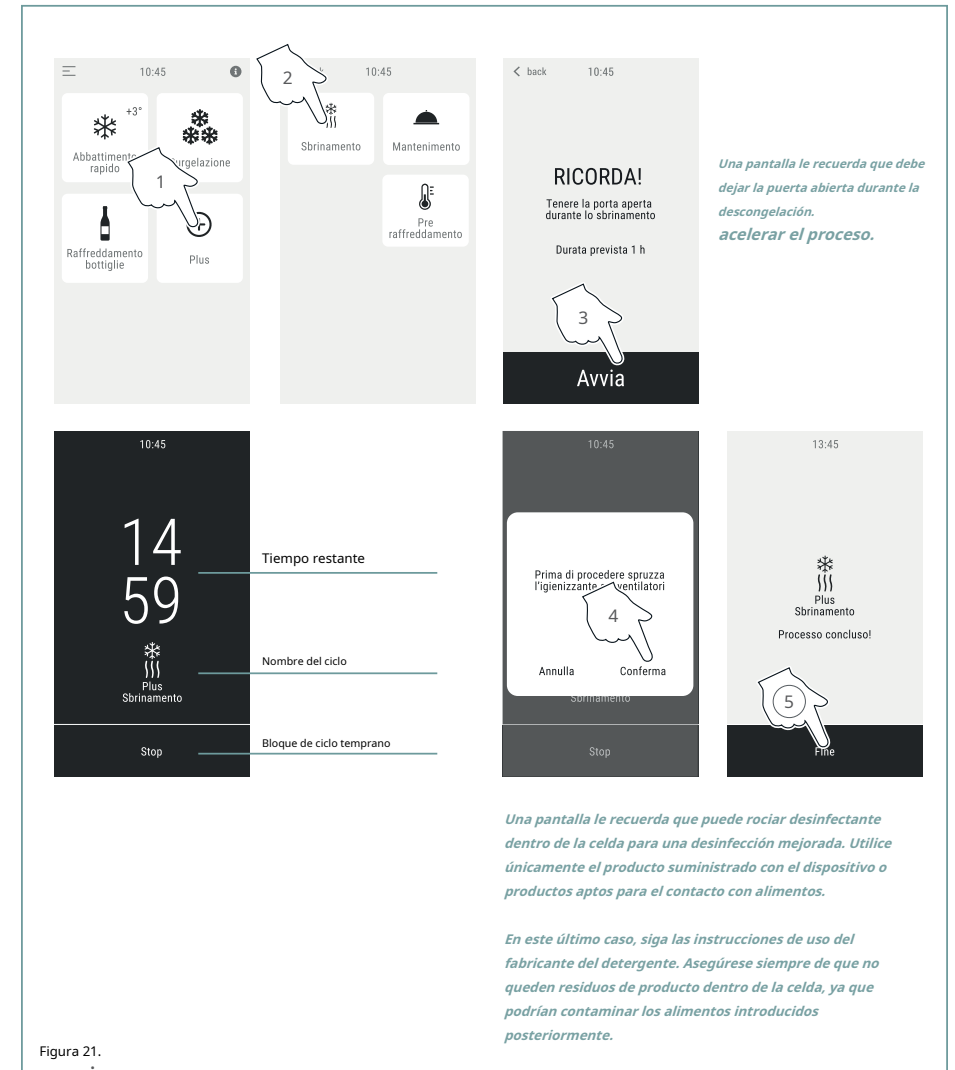 10:45
+3°
Abbattimento
rapido
urgelazione
1
Raffreddamento
bottiglie
Plus
2
10:45
Sbrinamento
Mantenimento
Pre
raffreddamento
back
10:45
RICORDA!
Tenere la porta aperta
durante lo sbrinamento
Durata prevista 1 h
3
Avvia
Una pantalla le recuerda que debe
dejar la puerta abierta durante la
descongelación.
acelerar el proceso.
10:45
14
59
Plus
Sbrinamento
Stop
Tiempo restante
Nombre del ciclo
Bloque de ciclo temprano
10:45
Prima di procedere spruzza
l'igienizzante ventilatori
4
Annulla
Conferma
Sbrinamento
Stop
13:45
Plus
Sbrinamento
Processo concluso!
5
Fine
Una pantalla le recuerda que puede rociar desinfectante
dentro de la celda para una desinfección mejorada. Utilice
únicamente el producto suministrado con el dispositivo o
productos aptos para el contacto con alimentos.
En este último caso, siga las instrucciones de uso del
fabricante del detergente. Asegúrese siempre de que no
queden residuos de producto dentro de la celda, ya que
podrían contaminar los alimentos introducidos
posteriormente.
Figura 21.